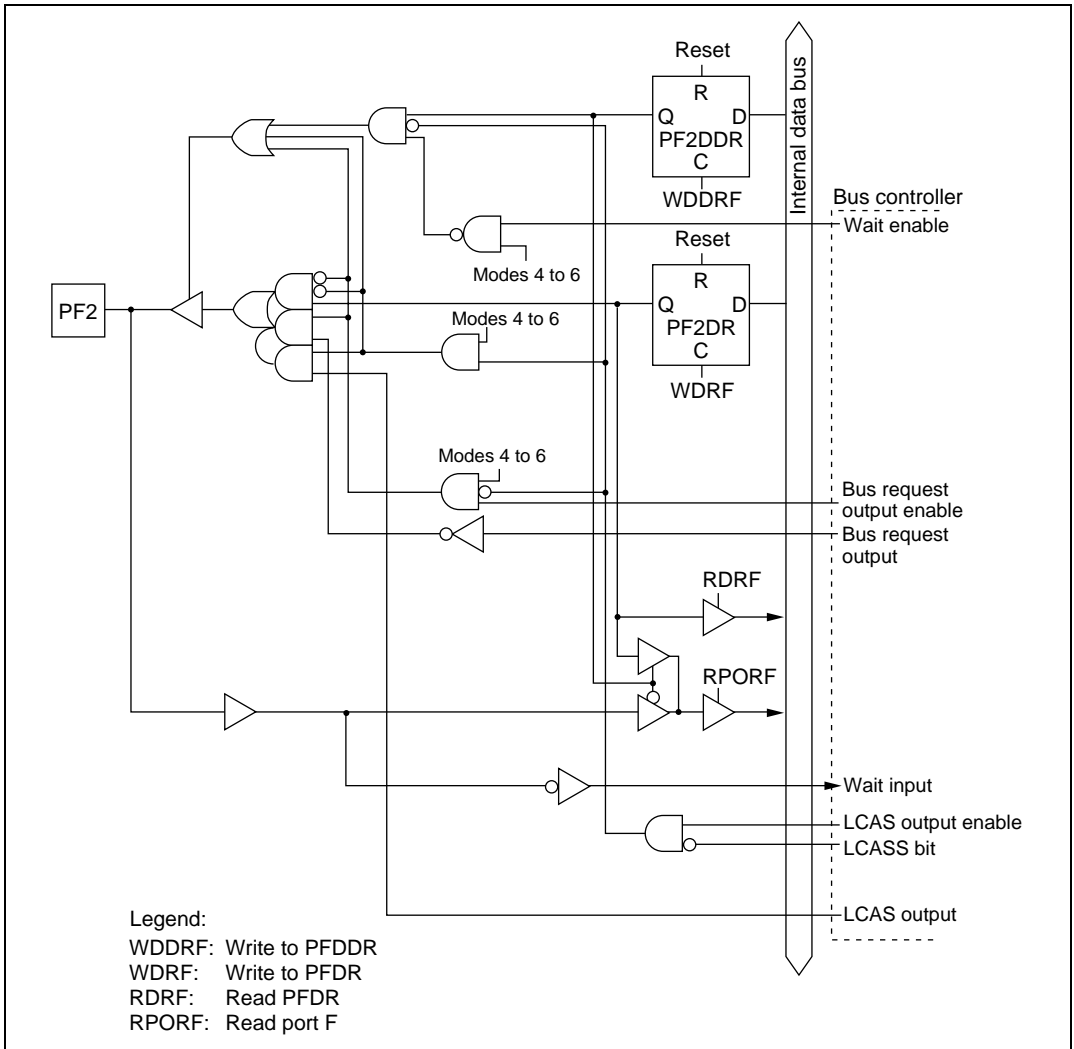 Reset
R
Q D
PF2DDR
C
WDDRF
Internal data bus
Bus controller
Wait enable
Modes 4 to 6
Reset
R
Q D
PF2DR
C
WDRF
PF2
Modes 4 to 6
Modes 4 to 6
Bus request
output enable
Bus request
output
RDRF
RPORF
Wait input
LCAS output enable
LCASS bit
LCAS output
Legend:
WDDRF: Write to PFDDR
WDRF: Write to PFDR
RDRF: Read PFDR
RPORF: Read port F